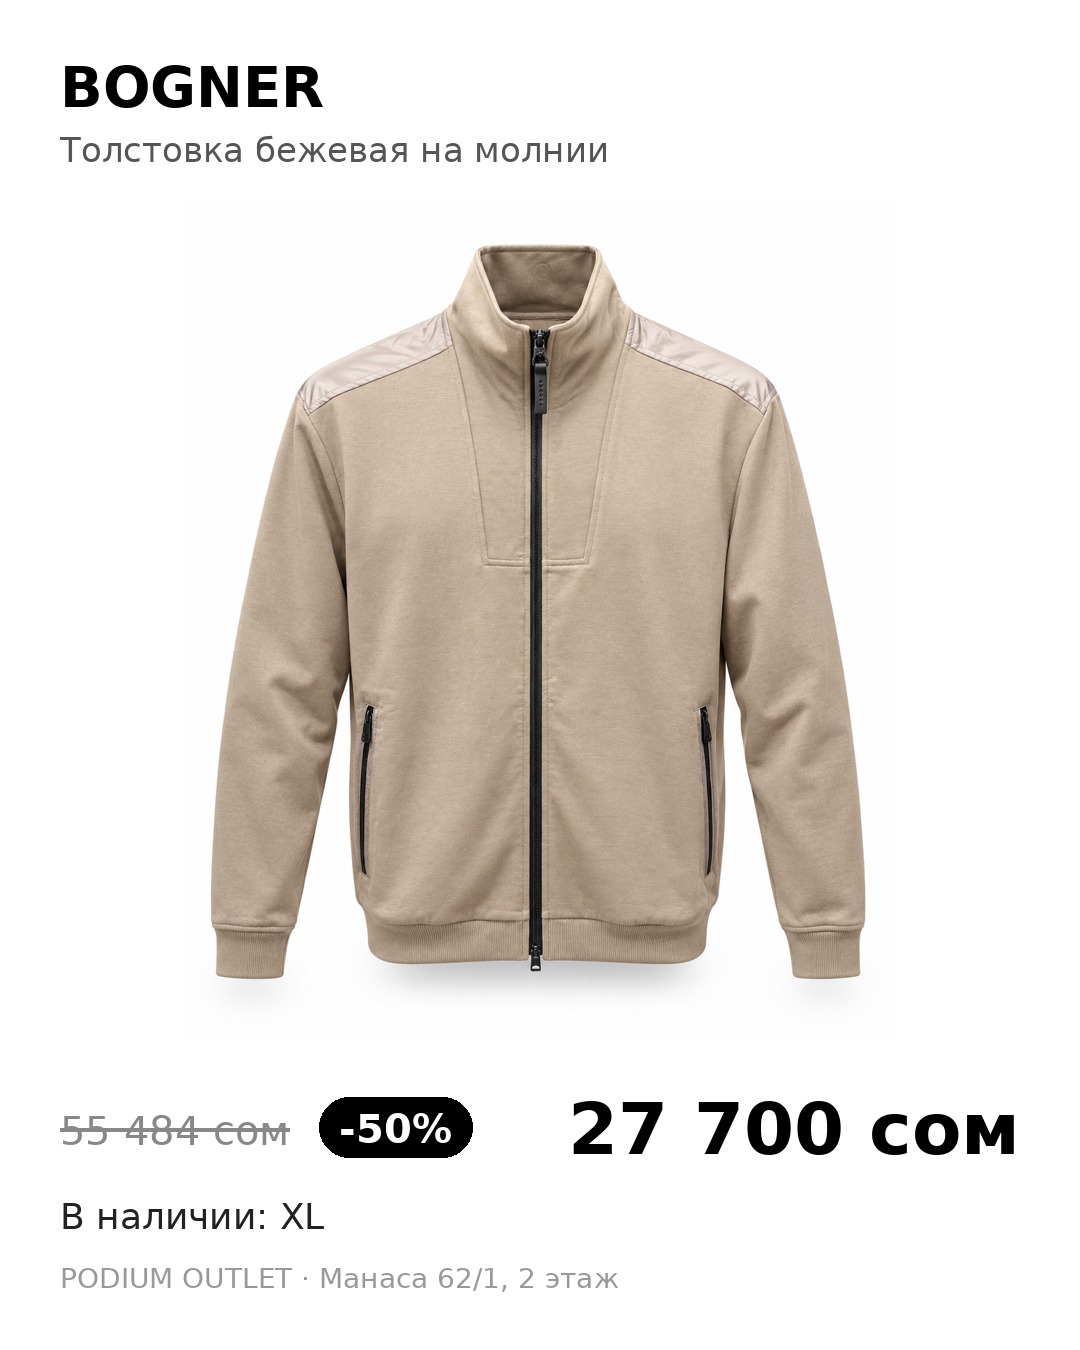 BOGNER
Толстовка бежевая на молнии
55 484 сом -50% 27 700 сом
В наличии: XL
PODIUM OUTLET · Манаса 62/1, 2 этаж